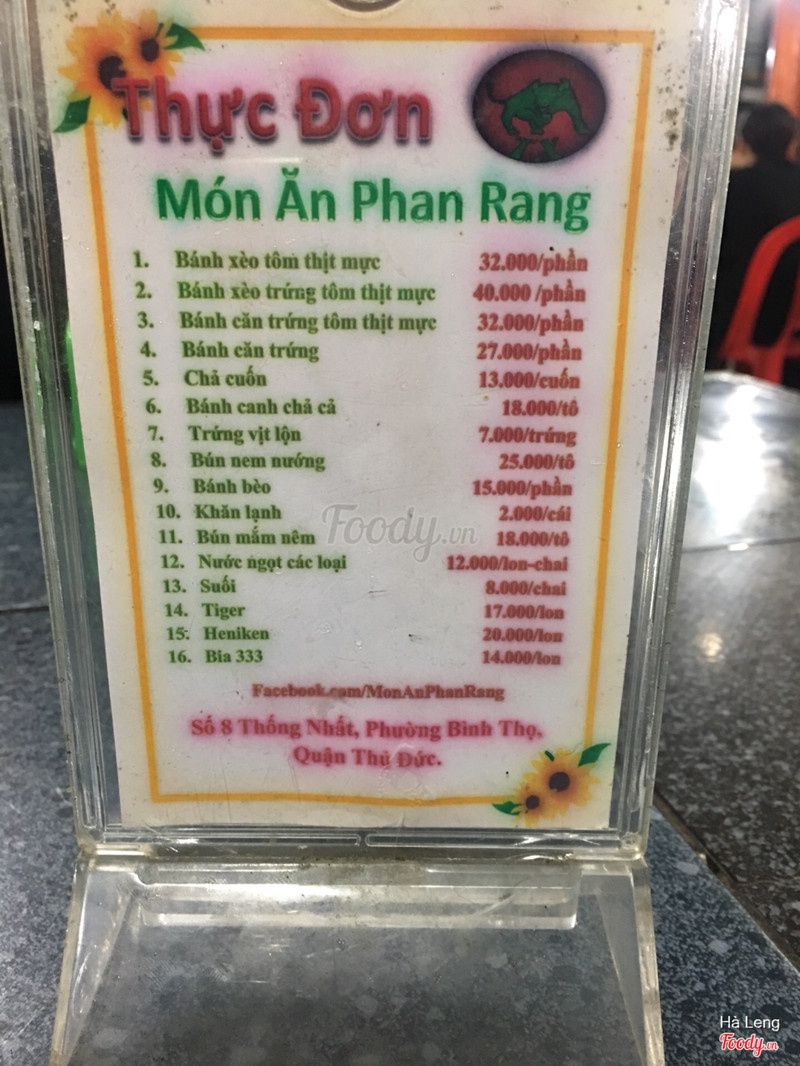 Thực Đơn
Món Ăn Phan Rang
1. Bánh xèo tôm thịt mực 32.000/phần
2. Bánh xèo trứng tôm thịt mực 40.000 /phần
3. Bánh căn trứng tôm thịt mực 32.000/phần
4. Bánh căn trứng 27.000/phần
5. Chả cuốn 13.000/cuốn
6. Bánh canh chả cả 18.000/tô
7. Trứng vịt lộn 7.000/trứng
8. Bún nem nướng 25.000/tô
9. Bánh bèo 15.000/phần
10. Khăn lạnh 2.000/cái
11. Bún mắm nêm 18.000/tô
12. Nước ngọt các loại 12.000/lon-chai
13. Suối 8.000/chai
14. Tiger 17.000/lon
15: Heniken 20.000/lon
16. Bia 333 14.000/lon
Facebook.com/MonAnPhanRang
Số 8 Thống Nhất, Phường Bình Thọ,
Quận Thủ Đức.
Foody.vn
Hà Leng
Foody.vn